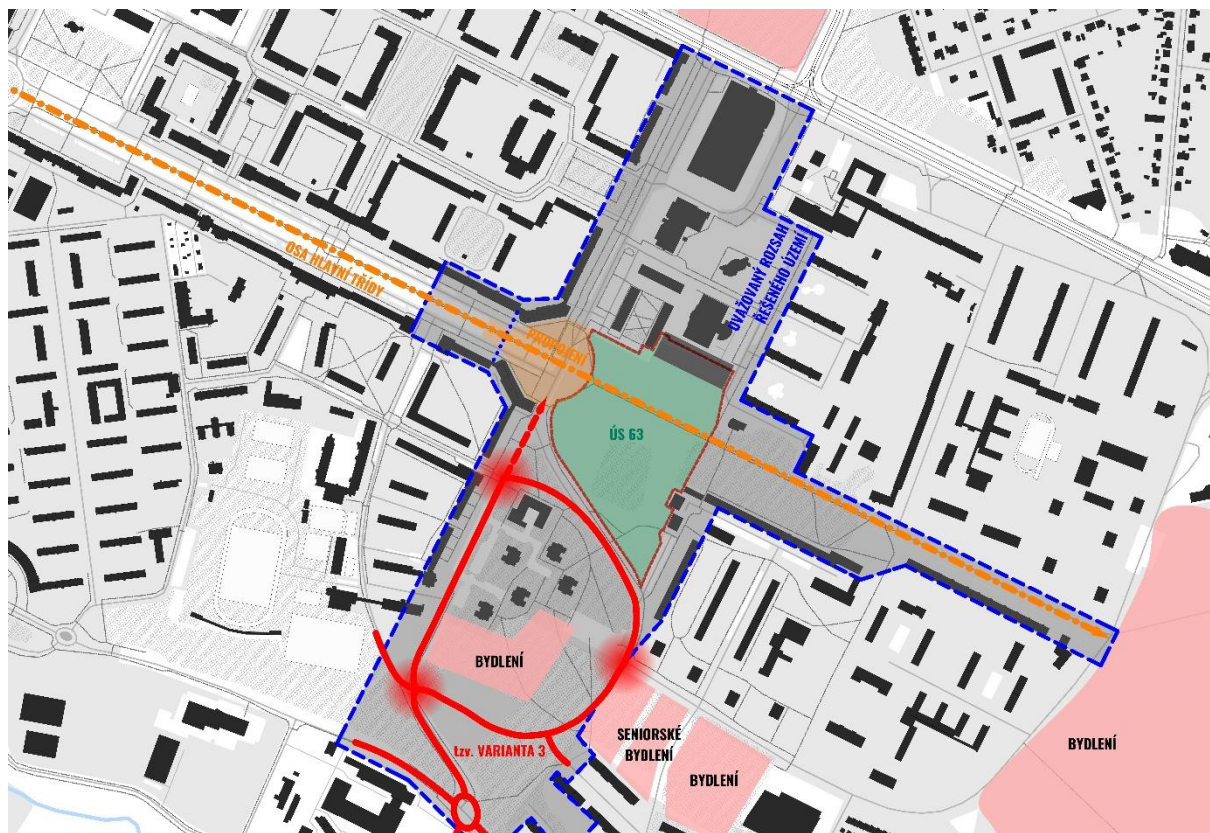 OSA HLAVNÍ TŘÍDY
UVAŽOVANÝ ROZSAH
ŘEŠENÉHO ÚZEMÍ
PROPOJENÍ
ÚS 63
BYDLENÍ
tzv. VARIANTA 3
SENIORSKÉ
BYDLENÍ
BYDLENÍ
BYDLENÍ